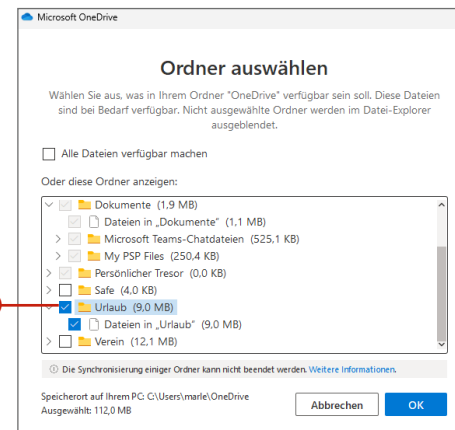 Microsoft OneDrive
Ordner auswählen
Wählen Sie aus, was in Ihrem Ordner "OneDrive" verfügbar sein soll. Diese Dateien
sind bei Bedarf verfügbar. Nicht ausgewählte Ordner werden im Datei-Explorer
ausgeblendet.
Alle Dateien verfügbar machen
Oder diese Ordner anzeigen:
Dokumente (1,9 MB)
Dateien in „Dokumente“ (1,1 MB)
Microsoft Teams-Chatdateien (525,1 KB)
My PSP Files (250,4 KB)
Persönlicher Tresor (0,0 KB)
Safe (4,0 KB)
Urlaub (9,0 MB)
Dateien in „Urlaub“ (9,0 MB)
Verein (12,1 MB)
Die Synchronisierung einiger Ordner kann nicht beendet werden. Weitere Informationen.
Speicherort auf Ihrem PC: C:\Users\marle\OneDrive
Ausgewählt: 112,0 MB
Abbrechen
OK